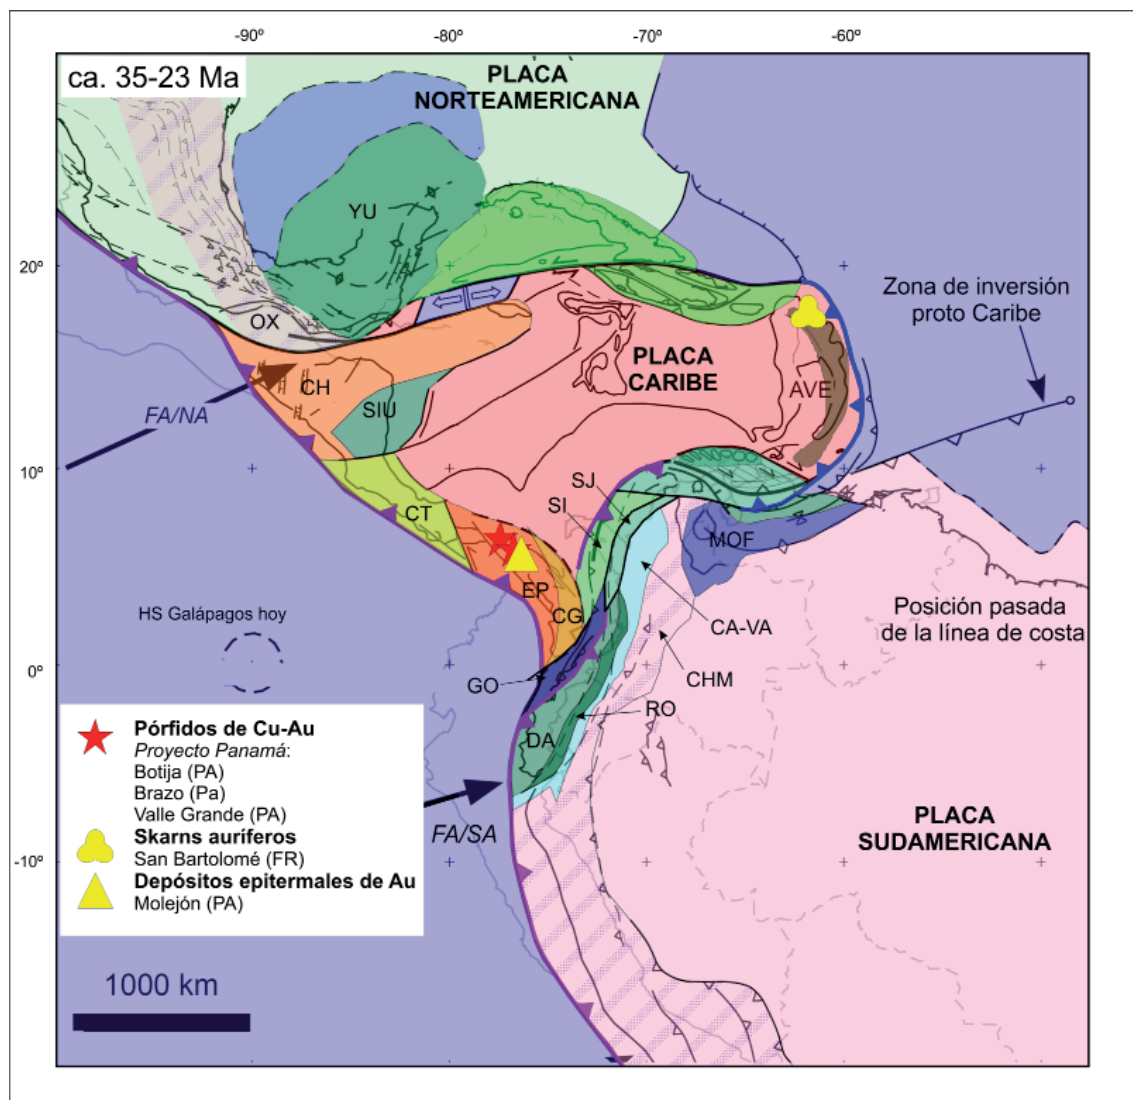 -90º
-80º
-70º
-60º
ca. 35-23 Ma
PLACA
NORTEAMERICANA
YU
20º
Zona de inversión
proto Caribe
OX
PLACA
CARIBE
AVE
CH
FA/NA
SIU
10º
SJ
SI
CT
MOF
EP
CG
CA-VA
Posición pasada
de la línea de costa
HS Galápagos hoy
0º
GO
CHM
RO
DA
Pórfidos de Cu-Au
Proyecto Panamá:
Botija (PA)
Brazo (Pa)
Valle Grande (PA)
Skarns auríferos
San Bartolomé (FR)
Depósitos epitermales de Au
Molejón (PA)
FA/SA
PLACA
SUDAMERICANA
-10º
1000 km